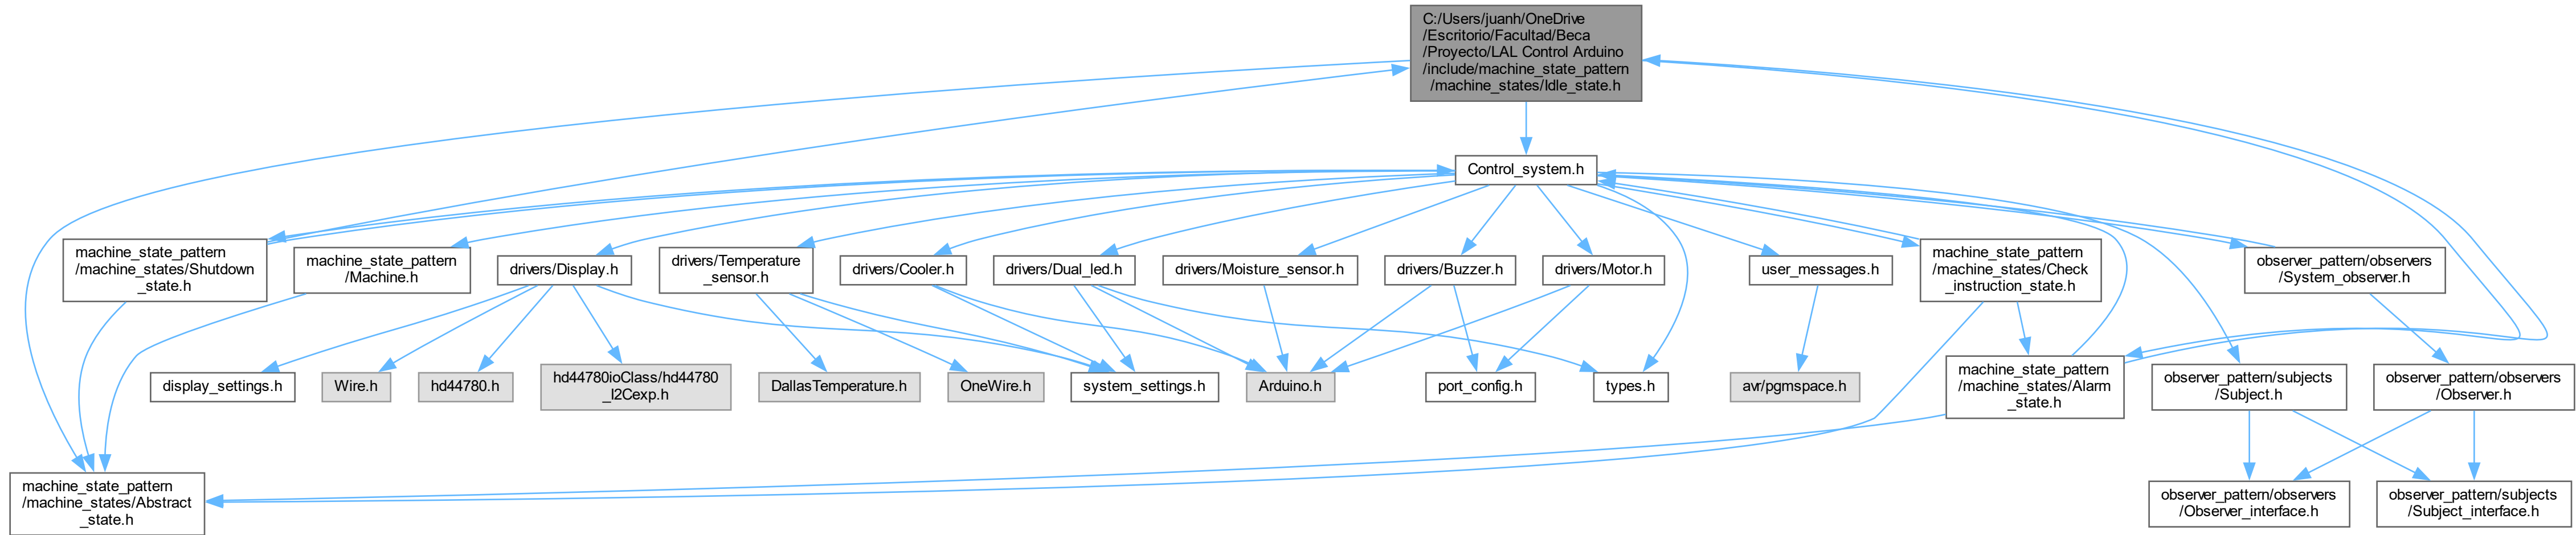 C:/Users/juanh/OneDrive
/Escritorio/Facultad/Beca
/Proyecto/LAL Control Arduino
/include/machine_state_pattern
/machine_states/Idle_state.h
Control_system.h
machine_state_pattern
/machine_states/Shutdown
_state.h
machine_state_pattern
/Machine.h
drivers/Display.h
drivers/Temperature
_sensor.h
drivers/Cooler.h
drivers/Dual_led.h
drivers/Moisture_sensor.h
drivers/Buzzer.h
drivers/Motor.h
user_messages.h
machine_state_pattern
/machine_states/Check
_instruction_state.h
observer_pattern/observers
/System_observer.h
display_settings.h
Wire.h
hd44780.h
hd44780ioClass/hd44780
_I2Cexp.h
DallasTemperature.h
OneWire.h
system_settings.h
Arduino.h
port_config.h
types.h
avr/pgmspace.h
machine_state_pattern
/machine_states/Alarm
_state.h
observer_pattern/subjects
/Subject.h
observer_pattern/observers
/Observer.h
machine_state_pattern
/machine_states/Abstract
_state.h
observer_pattern/observers
/Observer_interface.h
observer_pattern/subjects
/Subject_interface.h